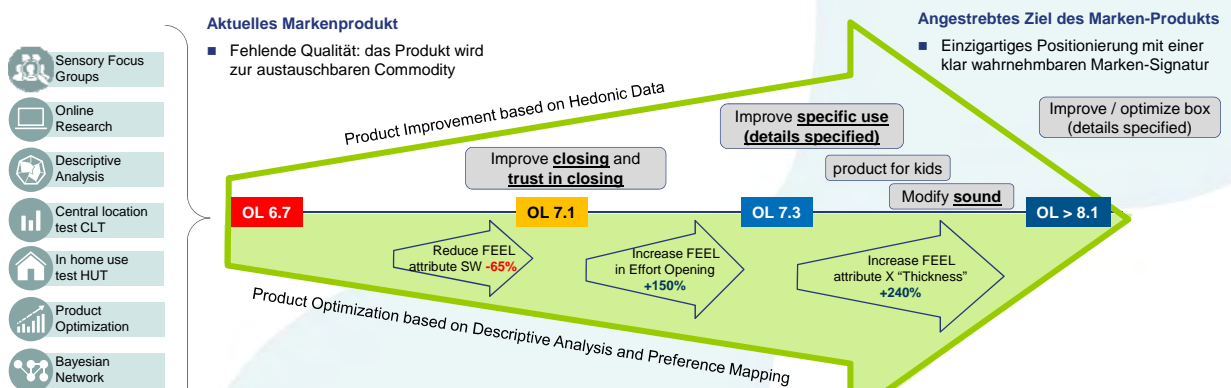 Aktuelles Markenprodukt
■ Fehlende Qualität: das Produkt wird
zur austauschbaren Commodity
Angestrebtes Ziel des Marken-Produkts
■ Einzigartiges Positionierung mit einer
klar wahrnehmbaren Marken-Signatur
Sensory Focus
Groups
Online
Research
Descriptive
Analysis
Central location
test CLT
In home use
test HUT
Product
Optimization
Bayesian
Network
Product Improvement based on Hedonic Data
Improve closing and
trust in closing
Improve specific use
(details specified)
product for kids
Modify sound
Improve / optimize box
(details specified)
OL 6.7
OL 7.1
OL 7.3
OL > 8.1
Reduce FEEL
attribute SW -65%
Increase FEEL
in Effort Opening
+150%
Increase FEEL
attribute X “Thickness”
+240%
Product Optimization based on Descriptive Analysis and Preference Mapping